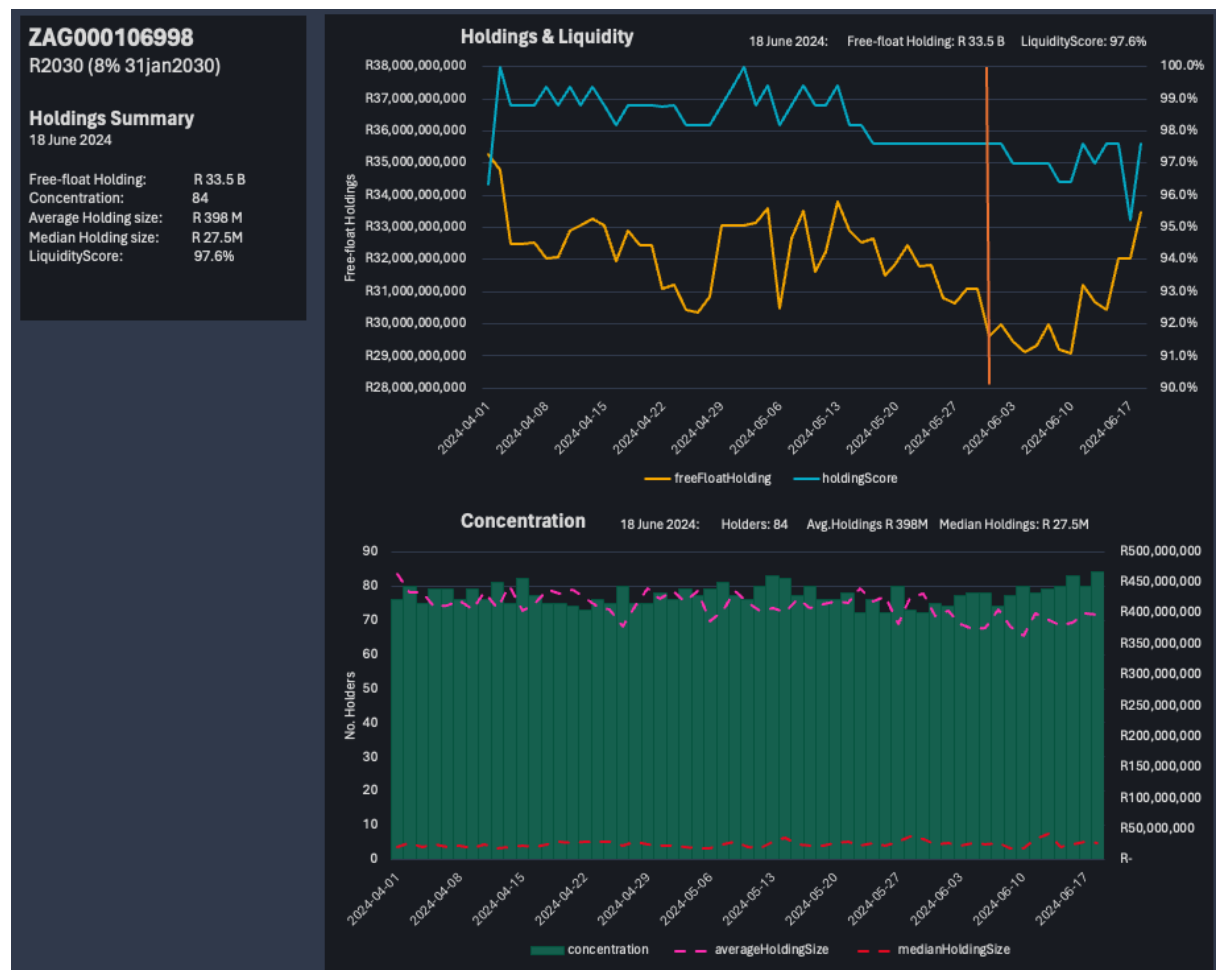 ZAG000106998
R2030 (8% 31jan2030)
Holdings Summary
18 June 2024
Free-float Holding: R 33.5 B
Concentration: 84
Average Holding size: R 398 M
Median Holding size: R 27.5M
LiquidityScore: 97.6%
Holdings & Liquidity 18 June 2024: Free-float Holding: R 33.5 B LiquidityScore: 97.6%
R38,000,000,000 100.0%
R37,000,000,000 99.0%
R36,000,000,000 98.0%
R35,000,000,000 97.0%
R34,000,000,000 96.0%
R33,000,000,000 95.0%
R32,000,000,000 94.0%
R31,000,000,000 93.0%
R30,000,000,000 92.0%
R29,000,000,000 91.0%
R28,000,000,000 90.0%
Free-float Holdings
2024-04-01 2024-04-08 2024-04-15 2024-04-22 2024-04-29 2024-05-06 2024-05-13 2024-05-20 2024-05-27 2024-06-03 2024-06-10 2024-06-17
freeFloatHolding holdingScore
Concentration 18 June 2024: Holders: 84 Avg.Holdings R 398M Median Holdings: R 27.5M
90 R500,000,000
80 R450,000,000
70 R400,000,000
60 R350,000,000
50 R300,000,000
40 R250,000,000
30 R200,000,000
20 R150,000,000
10 R100,000,000
0 R50,000,000
R-
No. Holders
2024-04-01 2024-04-08 2024-04-15 2024-04-22 2024-04-29 2024-05-06 2024-05-13 2024-05-20 2024-05-27 2024-06-03 2024-06-10 2024-06-17
concentration averageHoldingSize medianHoldingSize